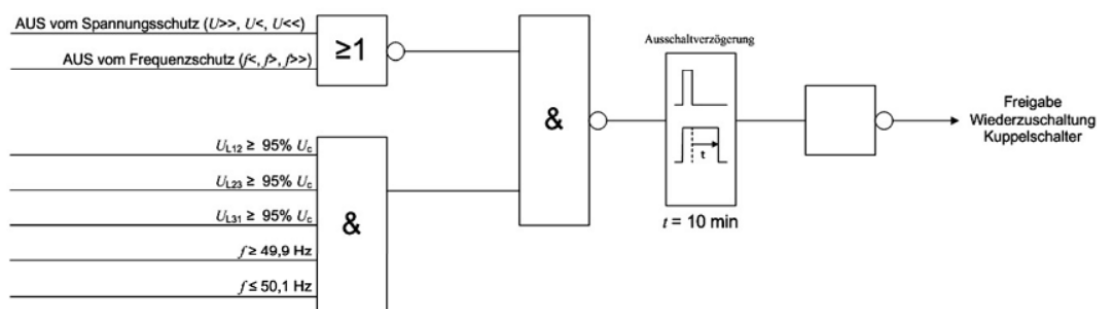 AUS vom Spannungsschutz (U>>, U<, U<<)
AUS vom Frequenzschutz (f<, f>, f>>)
≥1
Ausschaltverzögerung
t
t = 10 min
&
Freigabe
Wiederzuschaltung
Kuppelschalter
UL12 ≥ 95% Uc
UL23 ≥ 95% Uc
UL31 ≥ 95% Uc
f ≥ 49,9 Hz
f ≤ 50,1 Hz
&